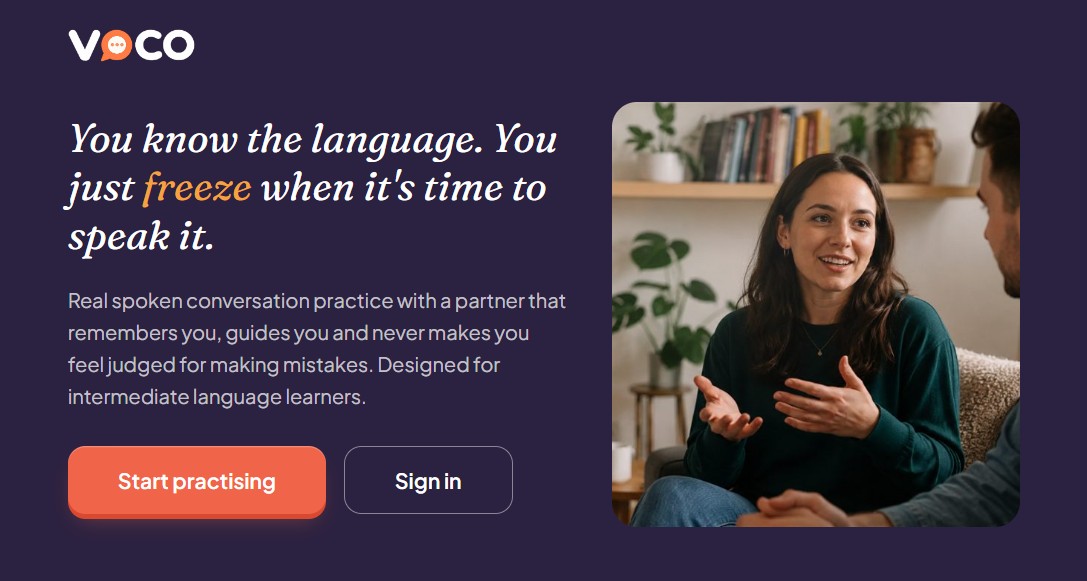 VOCO
You know the language. You
just freeze when it's time to
speak it.
Real spoken conversation practice with a partner that
remembers you, guides you and never makes you
feel judged for making mistakes. Designed for
intermediate language learners.
Start practising
Sign in